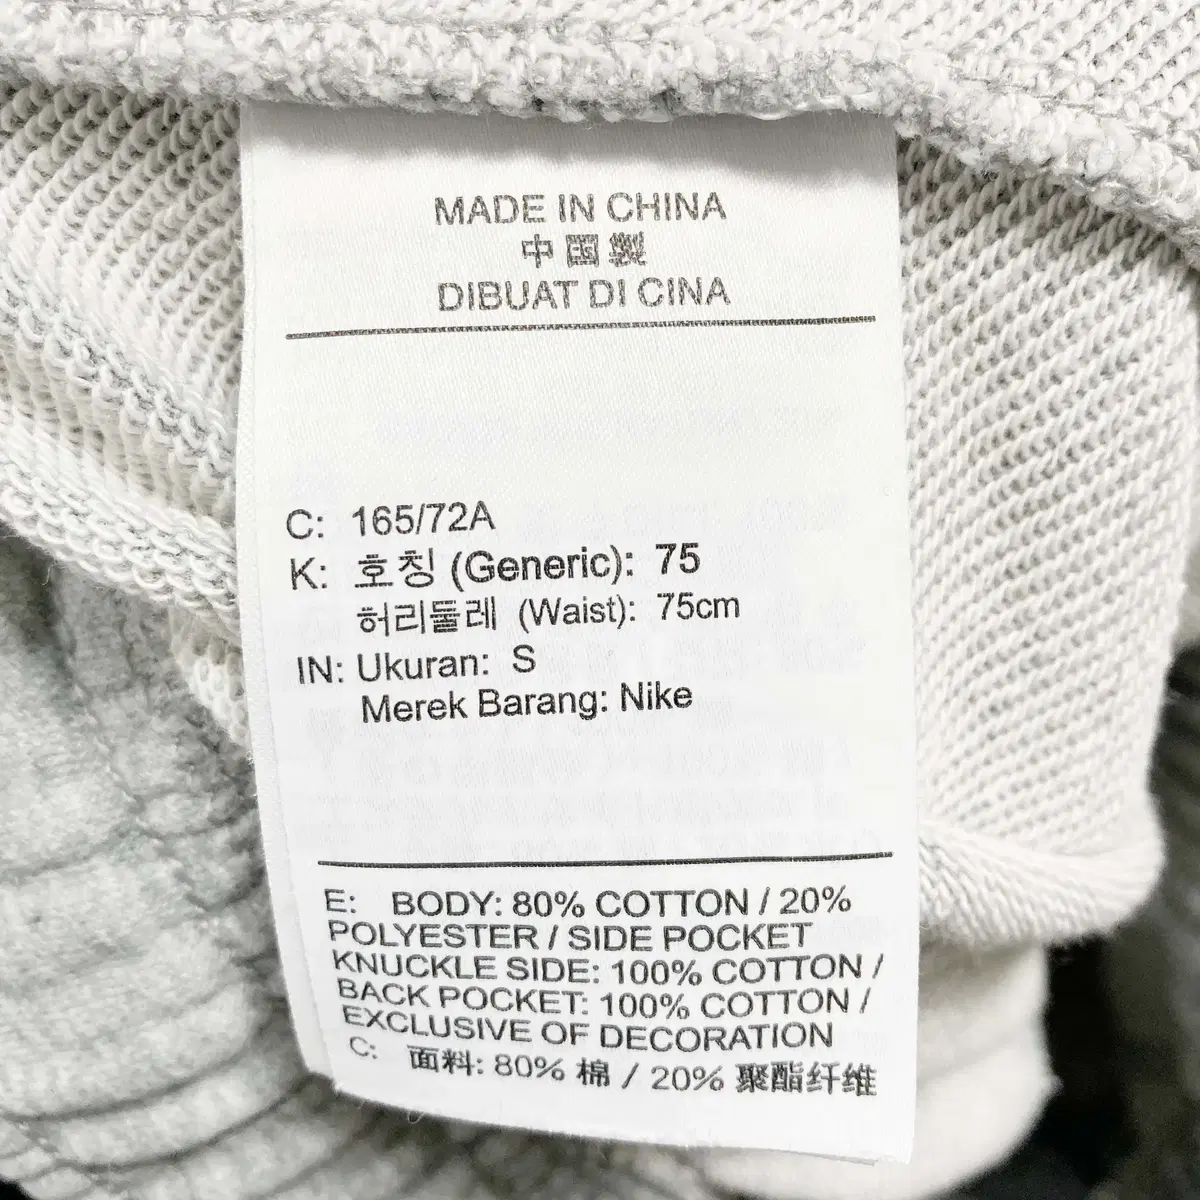 MADE IN CHINA
中国製
DIBUAT DI CINA
C: 165/72A
K: 호칭 (Generic): 75
허리둘레 (Waist): 75cm
IN: Ukuran: S
Merek Barang: Nike
E: BODY: 80% COTTON / 20%
POLYESTER / SIDE POCKET
KNUCKLE SIDE: 100% COTTON /
BACK POCKET: 100% COTTON /
EXCLUSIVE OF DECORATION
C: 面料: 80% 棉 / 20% 聚酯纤维